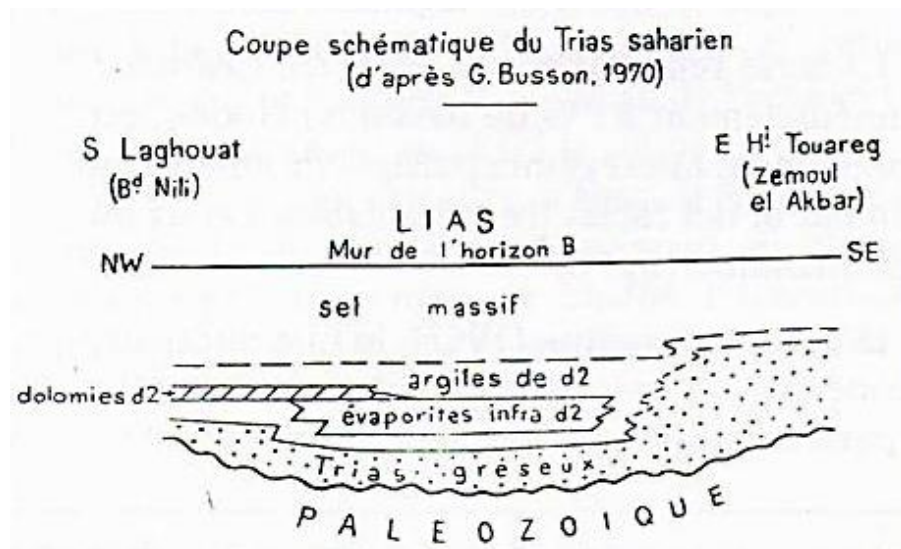 Coupe schématique du Trias saharien
(d'après G. Busson. 1970)
S Laghouat
(Bd Nili)
E Hi Touareg
(Zemoul
el Akbar)
LIAS
Mur de l'horizon B
NW
SE
sel massif
argiles de d2
dolomies d2
évaporites infra d2
Trias gréseux
PALEOZOIQUE